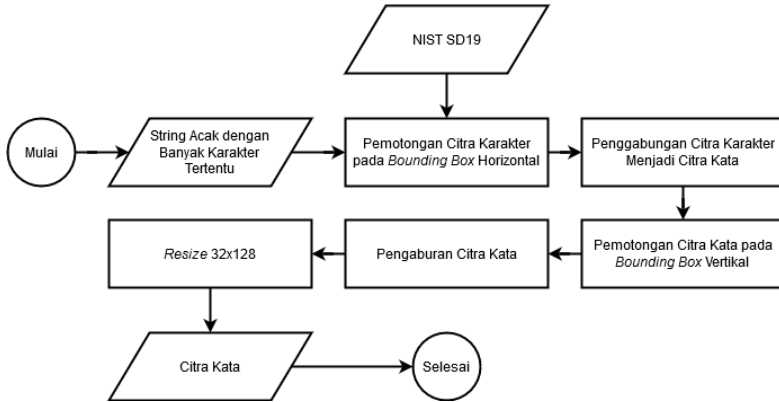 NIST SD19
Mulai
String Acak dengan
Banyak Karakter
Tertentu
Pemotongan Citra Karakter
pada Bounding Box Horizontal
Penggabungan Citra Karakter
Menjadi Citra Kata
Resize 32x128
Pengaburan Citra Kata
Pemotongan Citra Kata pada
Bounding Box Vertikal
Citra Kata
Selesai